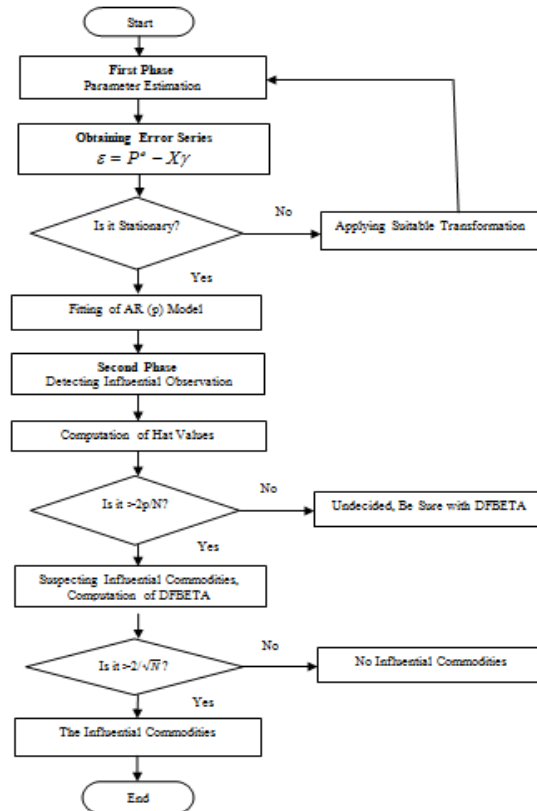 Start
First Phase
Parameter Estimation
Obtaining Error Series
ε = Pᵉ − Xγ
Is it Stationary?
No
Applying Suitable Transformation
Yes
Fitting of AR (p) Model
Second Phase
Detecting Influential Observation
Computation of Hat Values
Is it >2p/N?
No
Undecided, Be Sure with DFBETA
Yes
Suspecting Influential Commodities,
Computation of DFBETA
Is it >2/√N?
No
No Influential Commodities
Yes
The Influential Commodities
End